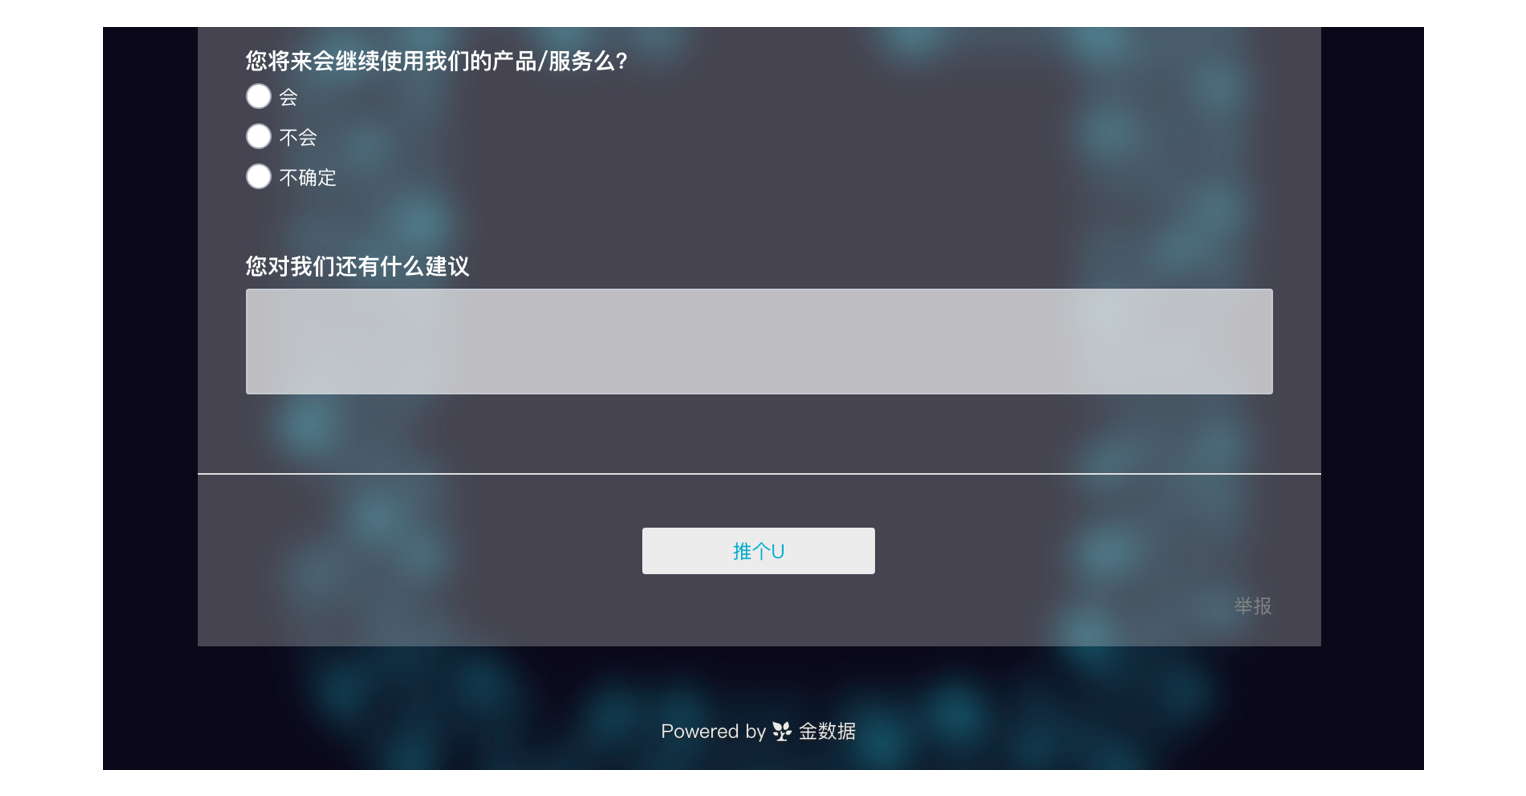 您将来会继续使用我们的产品/服务么?
会
不会
不确定
您对我们还有什么建议
推个U
举报
Powered by 金数据